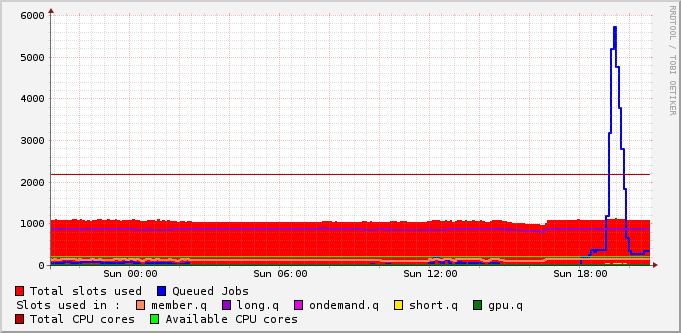 RRDTOOL / TOBI OETIKER
6000
5000
4000
3000
2000
1000
0
Sun 00:00 Sun 06:00 Sun 12:00 Sun 18:00
Total slots used Queued Jobs
Slots used in : member.q long.q ondemand.q short.q gpu.q
Total CPU cores Available CPU cores